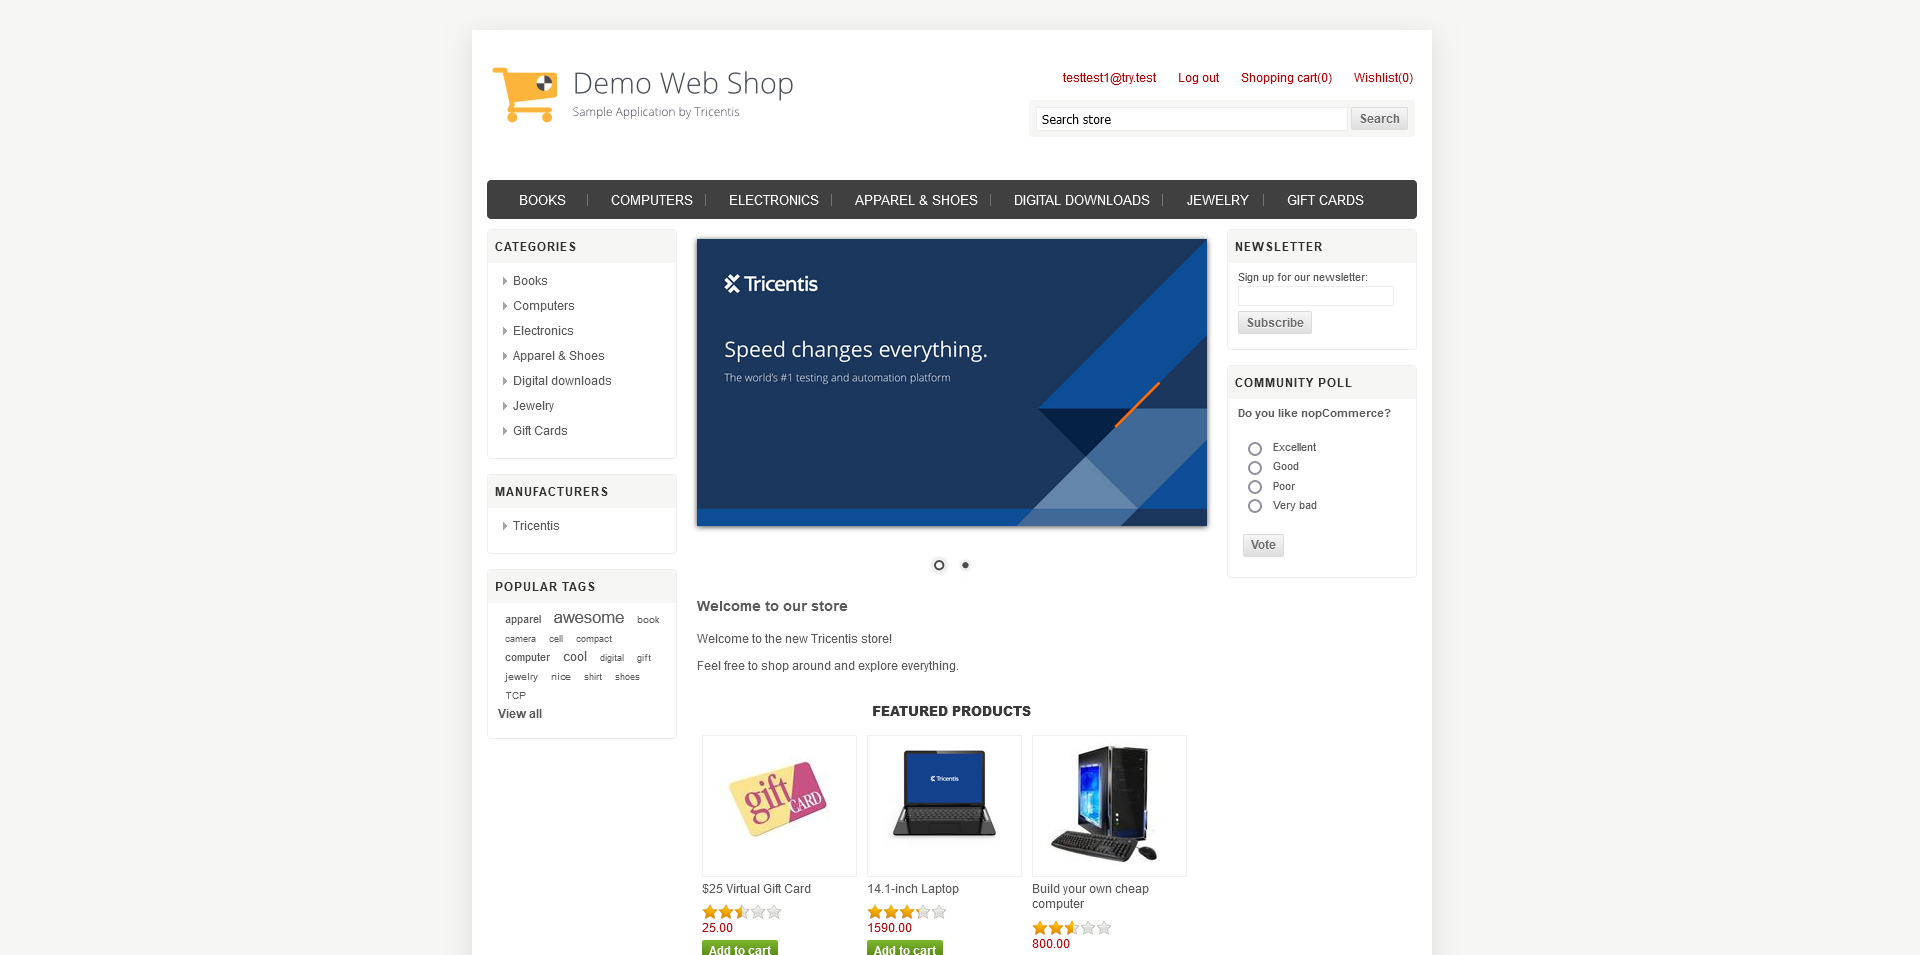 Demo Web Shop
Sample Application by Tricentis
testtest1@try.test Log out Shopping cart(0) Wishlist(0)
Search store Search
BOOKS COMPUTERS ELECTRONICS APPAREL & SHOES DIGITAL DOWNLOADS JEWELRY GIFT CARDS
CATEGORIES
Books
Computers
Electronics
Apparel & Shoes
Digital downloads
Jewelry
Gift Cards
MANUFACTURERS
Tricentis
POPULAR TAGS
apparel awesome book
camera cell compact
computer cool digital gift
jewelry nice shirt shoes
TCP
View all
Tricentis
Speed changes everything.
The world's #1 testing and automation platform
Welcome to our store
Welcome to the new Tricentis store!
Feel free to shop around and explore everything.
FEATURED PRODUCTS
gift CARD
$25 Virtual Gift Card
25.00
Add to cart
Tricentis
14.1-inch Laptop
1590.00
Add to cart
Build your own cheap
computer
800.00
NEWSLETTER
Sign up for our newsletter:
Subscribe
COMMUNITY POLL
Do you like nopCommerce?
Excellent
Good
Poor
Very bad
Vote